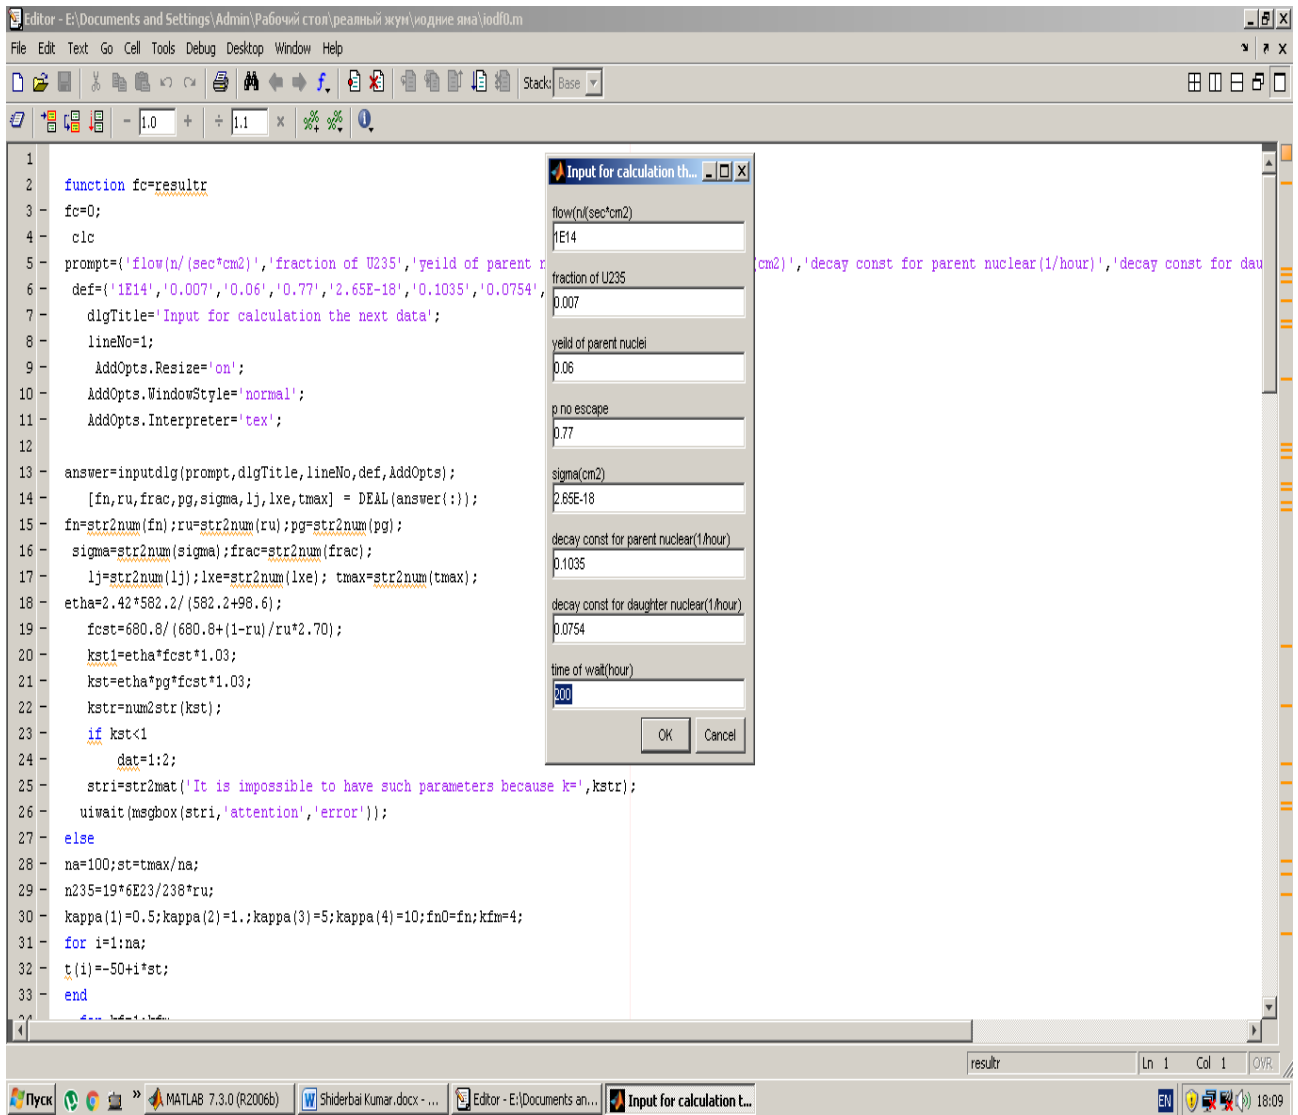 Editor - E:\Documents and Settings\Admin\Рабочий стол\реалный жум\иодние яма\iodf0.m
File Edit Text Go Cell Tools Debug Desktop Window Help
Stack: Base
- 1.0 + ÷ 1.1 ×
1
2 function fc=resultr
3 - fc=0;
4 - clc
5 - prompt={'flow(n/(sec*cm2)','fraction of U235','yeild of parent n
cm2)','decay const for parent nuclear(1/hour)','decay const for dau
6 - def={'1E14','0.007','0.06','0.77','2.65E-18','0.1035','0.0754',
7 - dlgTitle='Input for calculation the next data';
8 - lineNo=1;
9 - AddOpts.Resize='on';
10 - AddOpts.WindowStyle='normal';
11 - AddOpts.Interpreter='tex';
12
13 - answer=inputdlg(prompt,dlgTitle,lineNo,def,AddOpts);
14 - [fn,ru,frac,pg,sigma,lj,lxe,tmax] = DEAL(answer{:});
15 - fn=str2num(fn);ru=str2num(ru);pg=str2num(pg);
16 - sigma=str2num(sigma);frac=str2num(frac);
17 - lj=str2num(lj);lxe=str2num(lxe); tmax=str2num(tmax);
18 - etha=2.42*582.2/(582.2+98.6);
19 - fcst=680.8/(680.8+(1-ru)/ru*2.70);
20 - kst1=etha*fcst*1.03;
21 - kst=etha*pg*fcst*1.03;
22 - kstr=num2str(kst);
23 - if kst<1
24 - dat=1:2;
25 - stri=str2mat('It is impossible to have such parameters because k=',kstr);
26 - uiwait(msgbox(stri,'attention','error'));
27 - else
28 - na=100;st=tmax/na;
29 - n235=19*6E23/238*ru;
30 - kappa(1)=0.5;kappa(2)=1.;kappa(3)=5;kappa(4)=10;fn0=fn;kfm=4;
31 - for i=1:na;
32 - t(i)=-50+i*st;
33 - end
Input for calculation th...
flow(n/(sec*cm2)
1E14
fraction of U235
0.007
yeild of parent nuclei
0.06
p no escape
0.77
sigma(cm2)
2.65E-18
decay const for parent nuclear(1/hour)
0.1035
decay const for daughter nuclear(1/hour)
0.0754
time of wait(hour)
200
OK Cancel
resultr Ln 1 Col 1 OVR
Пуск » MATLAB 7.3.0 (R2006b) Shiderbai Kumar.docx - ... Editor - E:\Documents an... Input for calculation t... EN 18:09